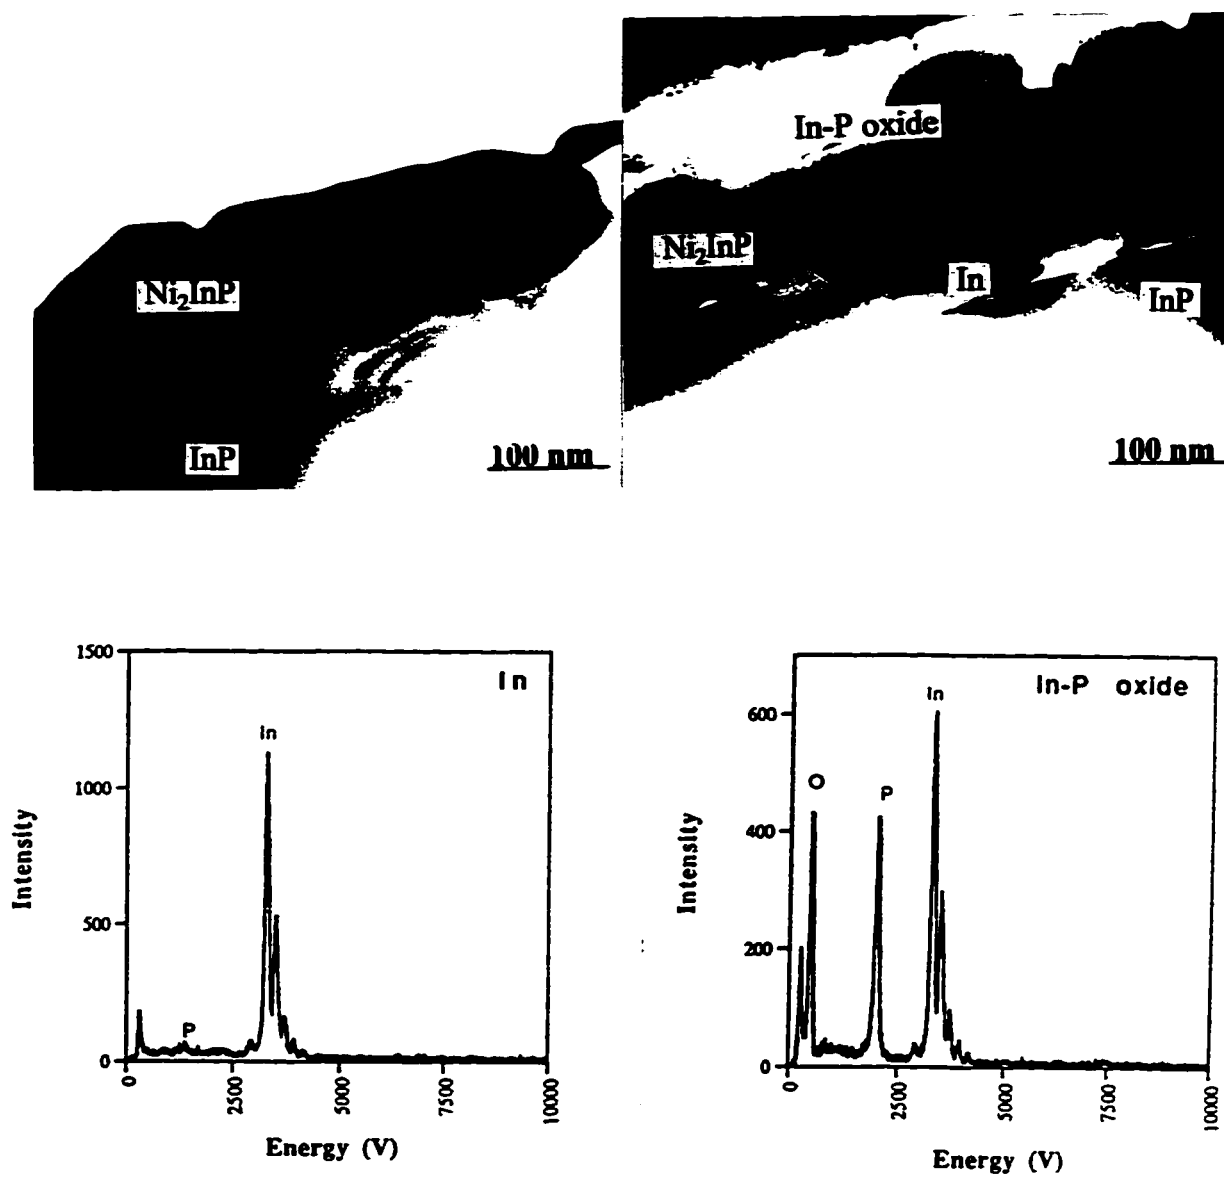 In-P oxide
Ni₂InP
In
InP
100 nm
Ni₂InP
InP
100 nm
1500
1000
500
0
Intensity
In
In
P
0
2500
5000
7500
10000
Energy (V)
600
400
200
0
Intensity
In-P oxide
In
O
P
0
2500
5000
7500
10000
Energy (V)